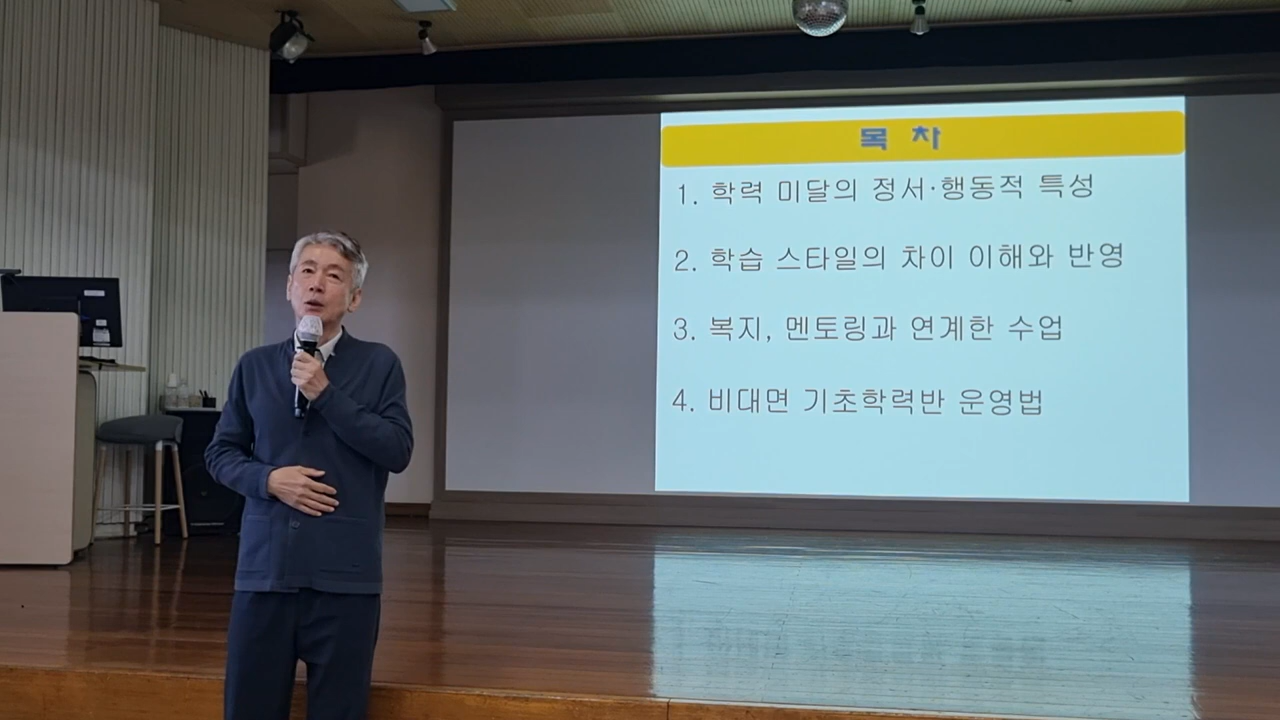 목 차
1. 학력 미달의 정서·행동적 특성
2. 학습 스타일의 차이 이해와 반영
3. 복지, 멘토링과 연계한 수업
4. 비대면 기초학력반 운영법